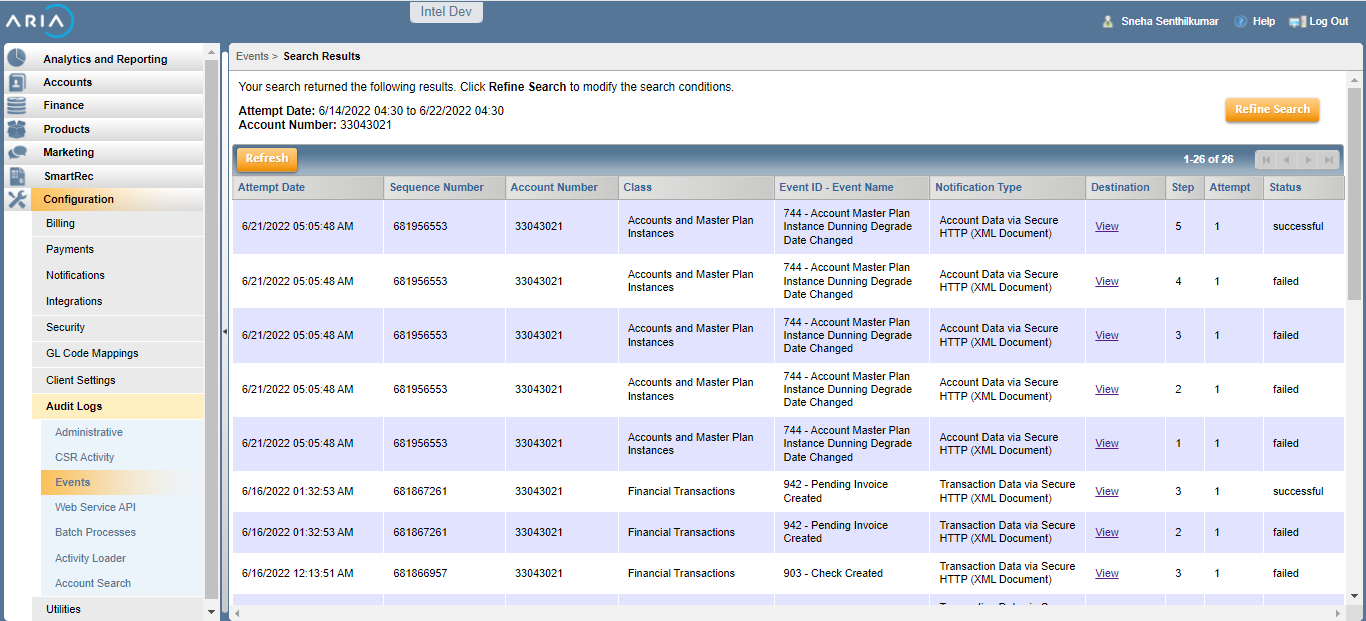 ARIA
Intel Dev
Sneha Senthilkumar
Help
Log Out
Analytics and Reporting
Accounts
Finance
Products
Marketing
SmartRec
Configuration
Billing
Payments
Notifications
Integrations
Security
GL Code Mappings
Client Settings
Audit Logs
Administrative
CSR Activity
Events
Web Service API
Batch Processes
Activity Loader
Account Search
Utilities
Events > Search Results
Your search returned the following results. Click Refine Search to modify the search conditions.
Attempt Date: 6/14/2022 04:30 to 6/22/2022 04:30
Account Number: 33043021
Refine Search
Refresh
1-26 of 26
Attempt Date Sequence Number Account Number Class Event ID - Event Name Notification Type Destination Step Attempt Status
6/21/2022 05:05:48 AM 681956553 33043021 Accounts and Master Plan Instances 744 - Account Master Plan Instance Dunning Degrade Date Changed Account Data via Secure HTTP (XML Document) View 5 1 successful
6/21/2022 05:05:48 AM 681956553 33043021 Accounts and Master Plan Instances 744 - Account Master Plan Instance Dunning Degrade Date Changed Account Data via Secure HTTP (XML Document) View 4 1 failed
6/21/2022 05:05:48 AM 681956553 33043021 Accounts and Master Plan Instances 744 - Account Master Plan Instance Dunning Degrade Date Changed Account Data via Secure HTTP (XML Document) View 3 1 failed
6/21/2022 05:05:48 AM 681956553 33043021 Accounts and Master Plan Instances 744 - Account Master Plan Instance Dunning Degrade Date Changed Account Data via Secure HTTP (XML Document) View 2 1 failed
6/21/2022 05:05:48 AM 681956553 33043021 Accounts and Master Plan Instances 744 - Account Master Plan Instance Dunning Degrade Date Changed Account Data via Secure HTTP (XML Document) View 1 1 failed
6/16/2022 01:32:53 AM 681867261 33043021 Financial Transactions 942 - Pending Invoice Created Transaction Data via Secure HTTP (XML Document) View 3 1 successful
6/16/2022 01:32:53 AM 681867261 33043021 Financial Transactions 942 - Pending Invoice Created Transaction Data via Secure HTTP (XML Document) View 2 1 failed
6/16/2022 12:13:51 AM 681866957 33043021 Financial Transactions 903 - Check Created Transaction Data via Secure HTTP (XML Document) View 3 1 failed